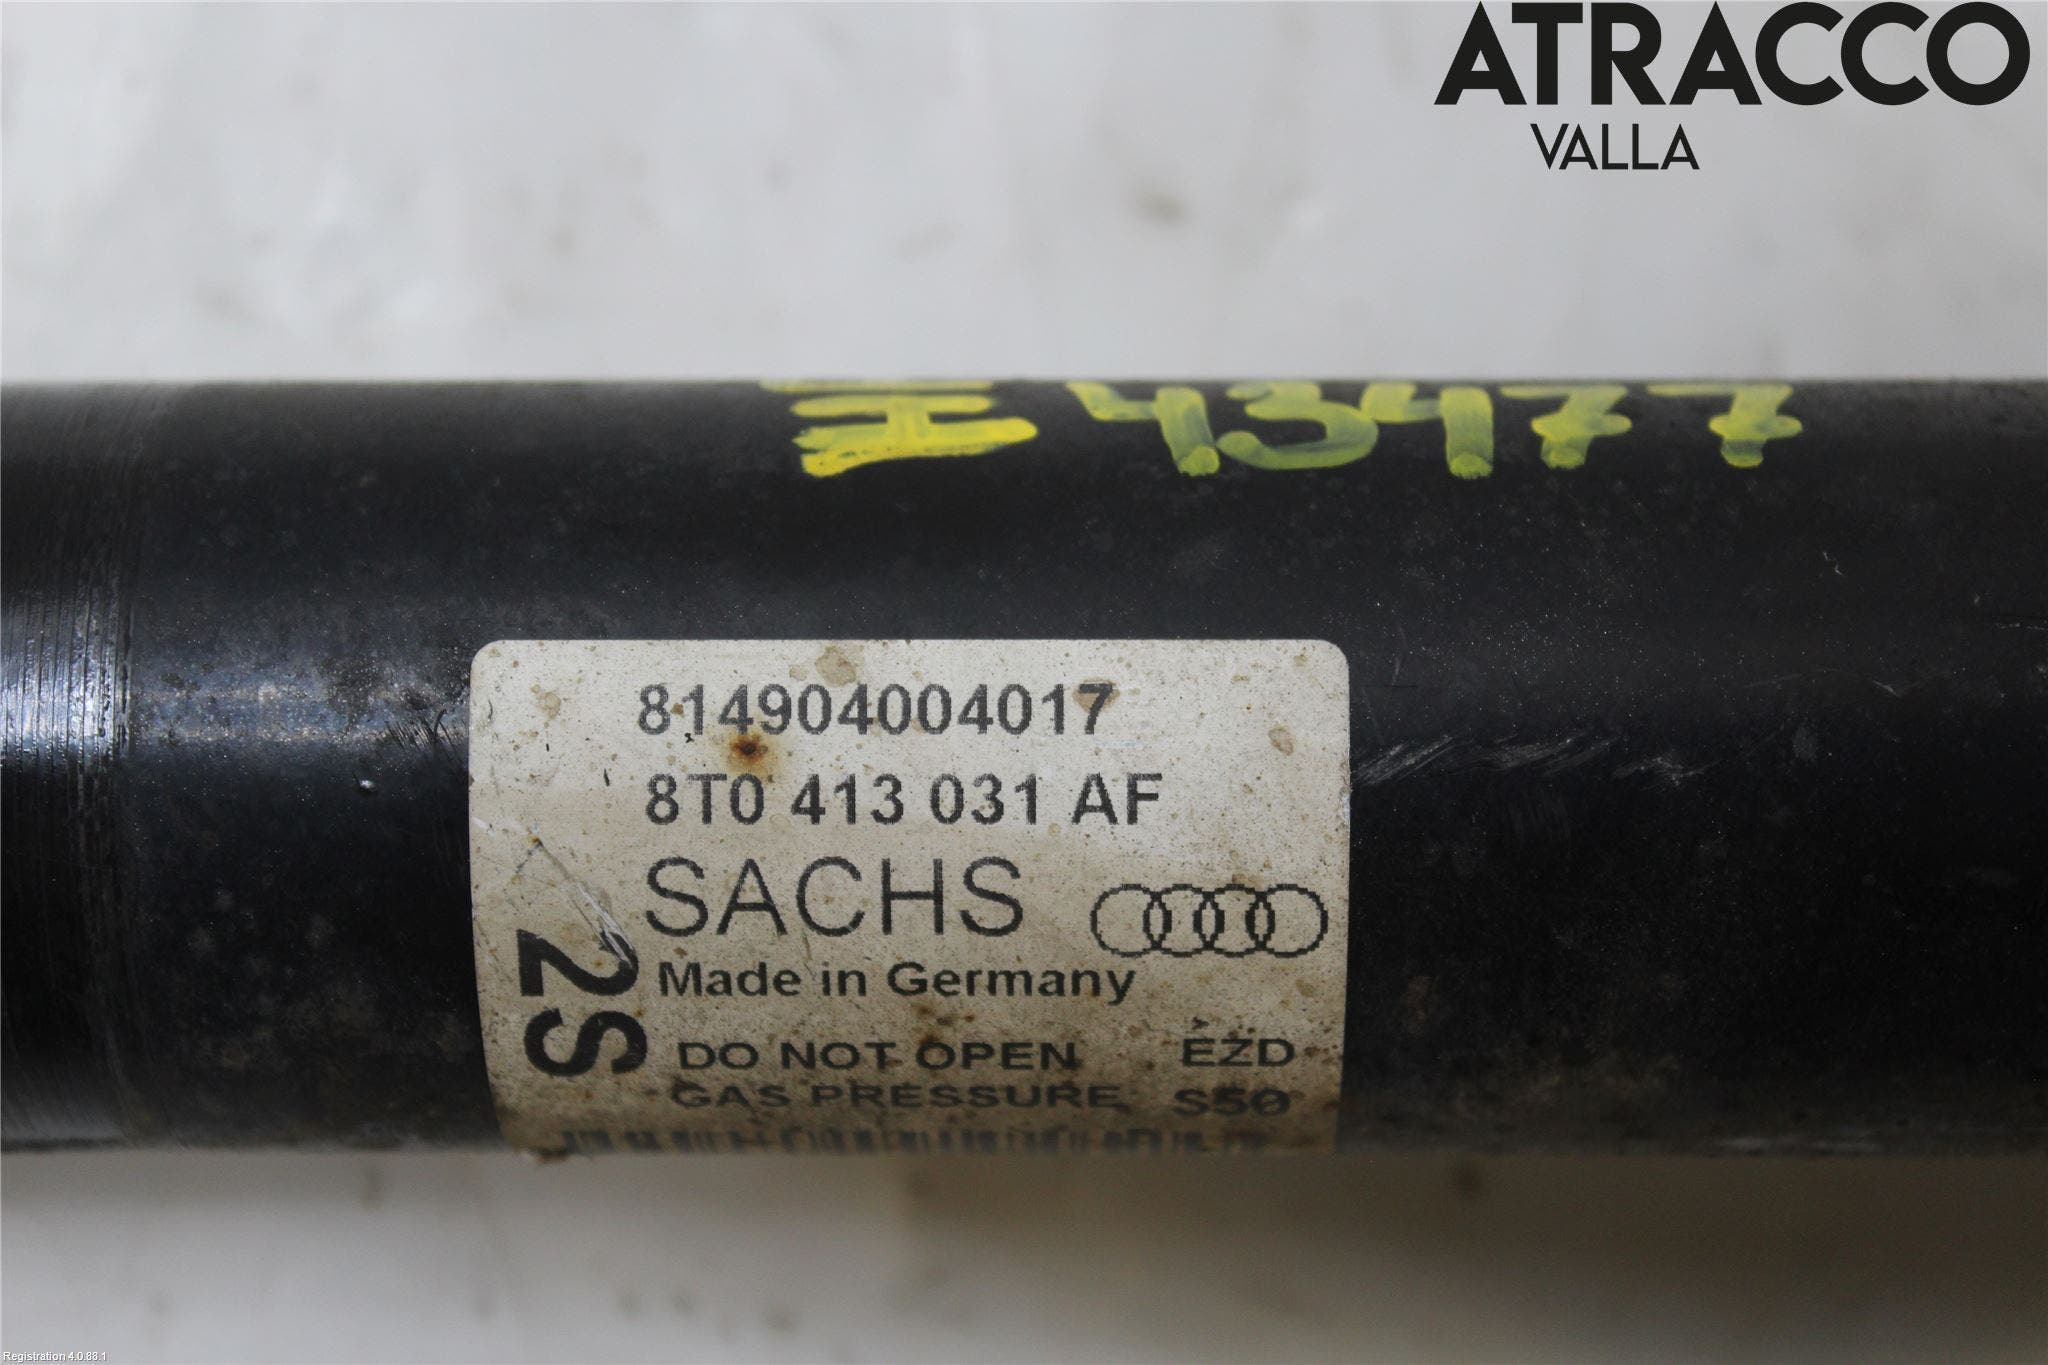 ATRACCO
VALLA
43477
814904004017
8T0 413 031 AF
SACHS
Made in Germany
2S
DO NOT OPEN EZD
GAS PRESSURE S50
Registration 4.0.88.1